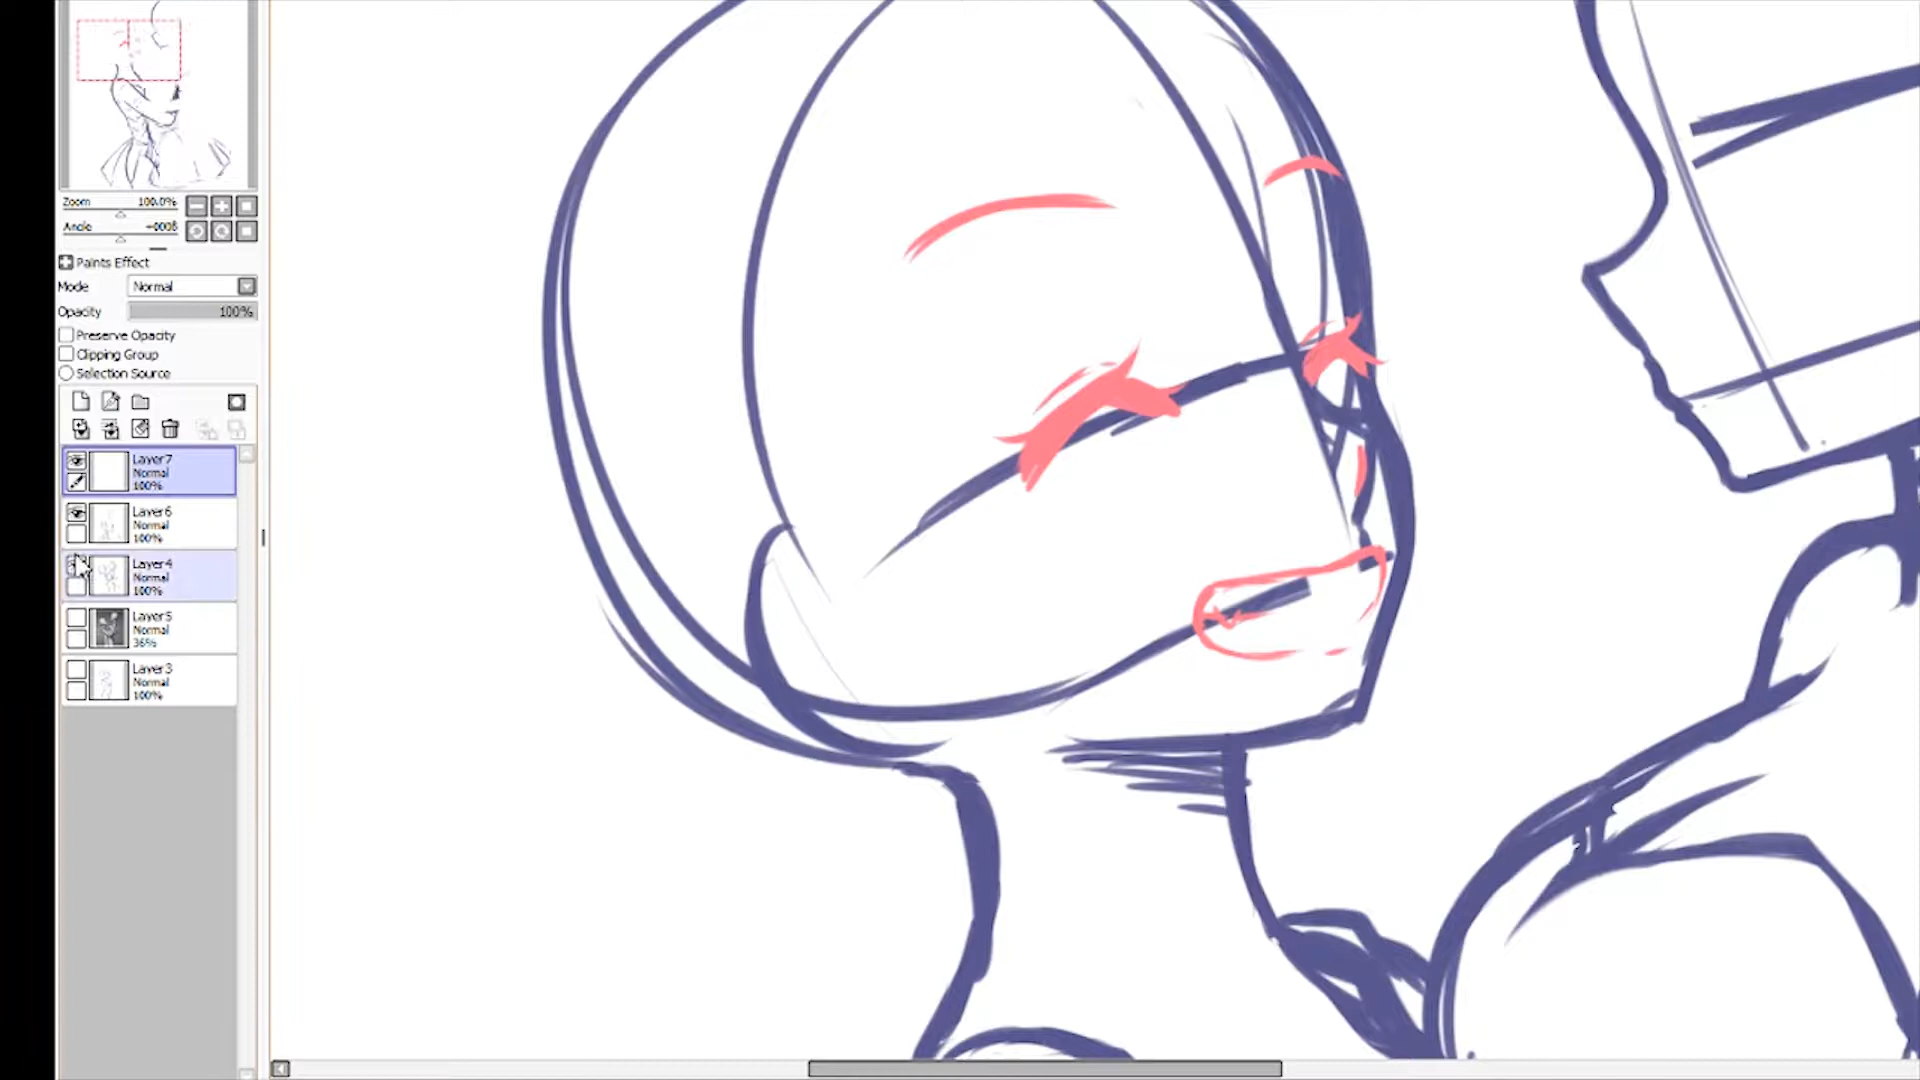 Zoom 100.0%
Angle +0008
Paints Effect
Mode Normal
Opacity 100%
Preserve Opacity
Clipping Group
Selection Source
Layer7
Normal
100%
Layer6
Normal
100%
Layer4
Normal
100%
Layer5
Normal
36%
Layer3
Normal
100%